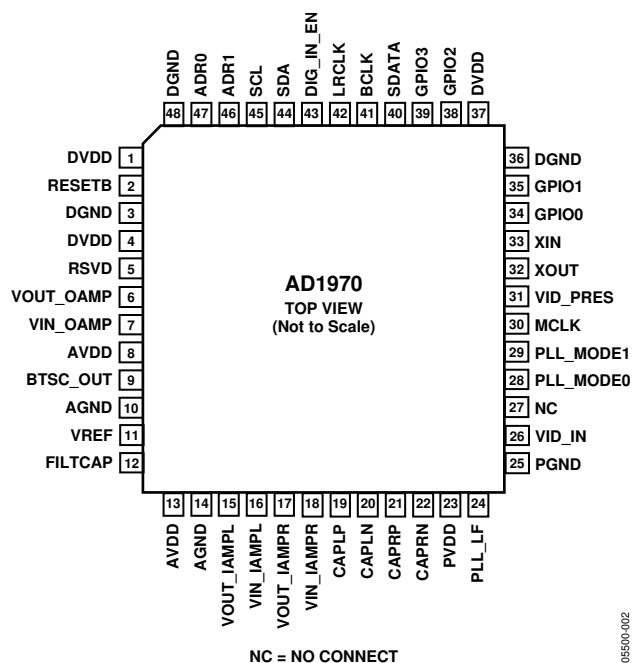 DGND
ADR0
ADR1
SCL
SDA
DIG_IN_EN
LRCLK
BCLK
SDATA
GPIO3
GPIO2
DVDD
48 47 46 45 44 43 42 41 40 39 38 37
DVDD 1
RESETB 2
DGND 3
DVDD 4
RSVD 5
VOUT_OAMP 6
VIN_OAMP 7
AVDD 8
BTSC_OUT 9
AGND 10
VREF 11
FILTCAP 12
AD1970
TOP VIEW
(Not to Scale)
36 DGND
35 GPIO1
34 GPIO0
33 XIN
32 XOUT
31 VID_PRES
30 MCLK
29 PLL_MODE1
28 PLL_MODE0
27 NC
26 VID_IN
25 PGND
13 14 15 16 17 18 19 20 21 22 23 24
AVDD
AGND
VOUT_IAMPL
VIN_IAMPL
VOUT_IAMPR
VIN_IAMPR
CAPLP
CAPLN
CAPRP
CAPRN
PVDD
PLL_LF
NC = NO CONNECT
05500-002